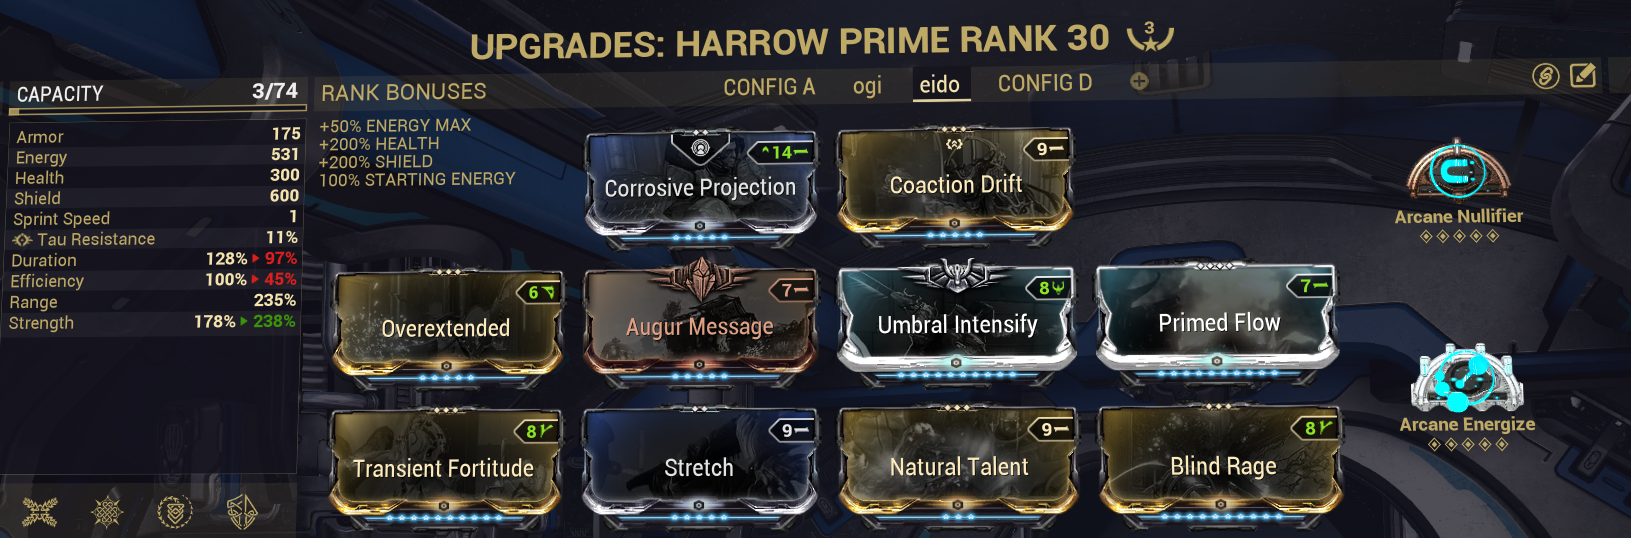 UPGRADES: HARROW PRIME RANK 30 3
CAPACITY 3/74
RANK BONUSES
CONFIG A ogi eido CONFIG D
+50% ENERGY MAX
+200% HEALTH
+200% SHIELD
100% STARTING ENERGY
Armor 175
Energy 531
Health 300
Shield 600
Sprint Speed 1
Tau Resistance 11%
Duration 128% 97%
Efficiency 100% 45%
Range 235%
Strength 178% 238%
14
Corrosive Projection
9
Coaction Drift
Arcane Nullifier
6
Overextended
7
Augur Message
8
Umbral Intensify
7
Primed Flow
8
Transient Fortitude
9
Stretch
9
Natural Talent
8
Blind Rage
Arcane Energize